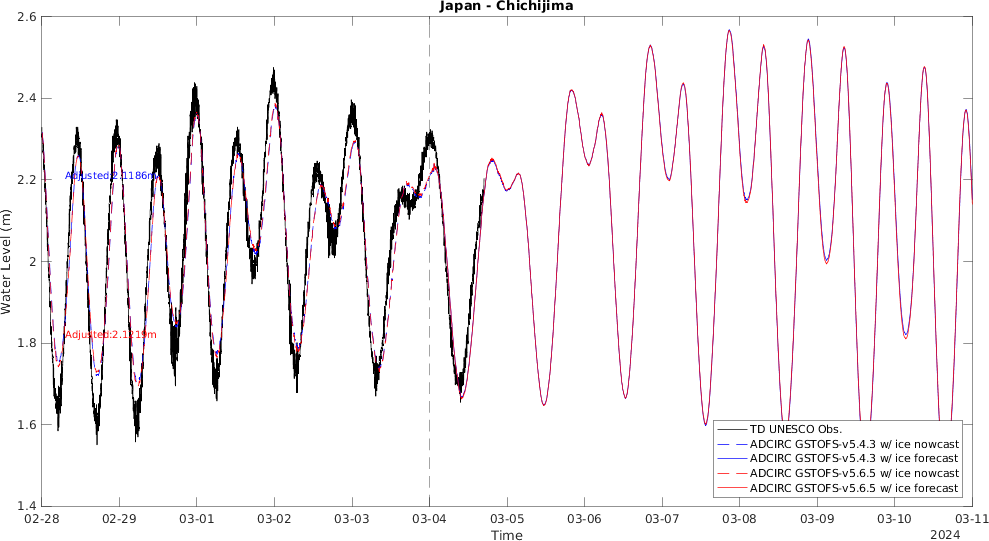 Japan - Chichijima
2.6
2.4
2.2
2
1.8
1.6
1.4
Water Level (m)
Adjusted:2.1186m
Adjusted:2.1219m
TD UNESCO Obs.
ADCIRC GSTOFS-v5.4.3 w/ ice nowcast
ADCIRC GSTOFS-v5.4.3 w/ ice forecast
ADCIRC GSTOFS-v5.6.5 w/ ice nowcast
ADCIRC GSTOFS-v5.6.5 w/ ice forecast
02-28 02-29 03-01 03-02 03-03 03-04 03-05 03-06 03-07 03-08 03-09 03-10 03-11
Time
2024